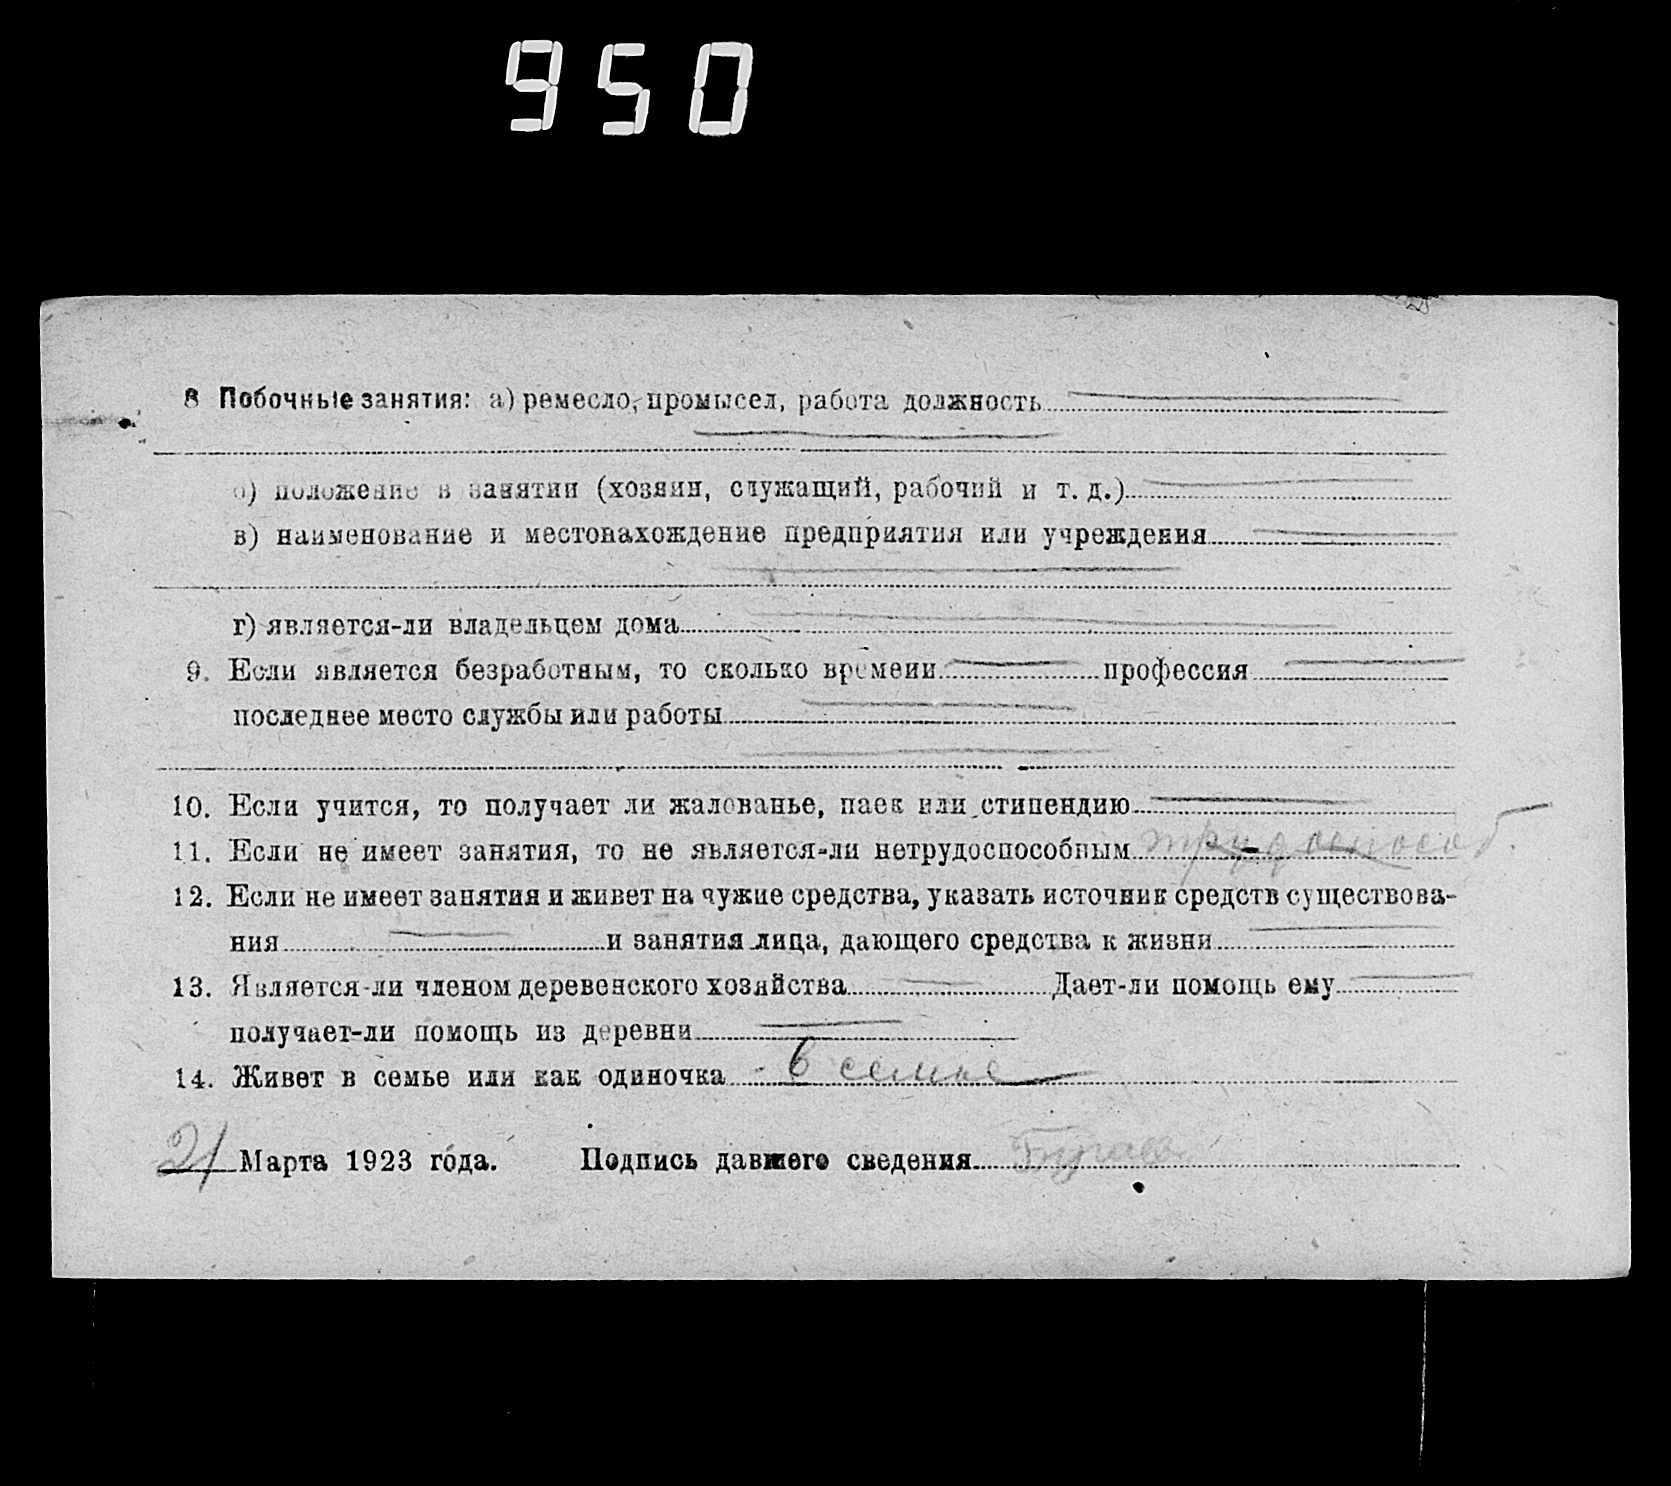 950
8 Побочные занятия: а) ремесло, промысел, работа должность
б) положение в занятии (хозяин, служащий, рабочий и т. д.)
в) наименование и местонахождение предприятия или учреждения
г) является-ли владельцем дома
9. Если является безработным, то сколько времени профессия
последнее место службы или работы
10. Если учится, то получает ли жалованье, паек или стипендию
11. Если не имеет занятия, то не является-ли нетрудоспособным трудоспособ.
12. Если не имеет занятия и живет на чужие средства, указать источник средств существова-
ния и занятия лица, дающего средства к жизни
13. Является-ли членом деревенского хозяйства Дает-ли помощь ему
получает-ли помощь из деревни
14. Живет в семье или как одиночка в семье
21 Марта 1923 года. Подпись давшего сведения